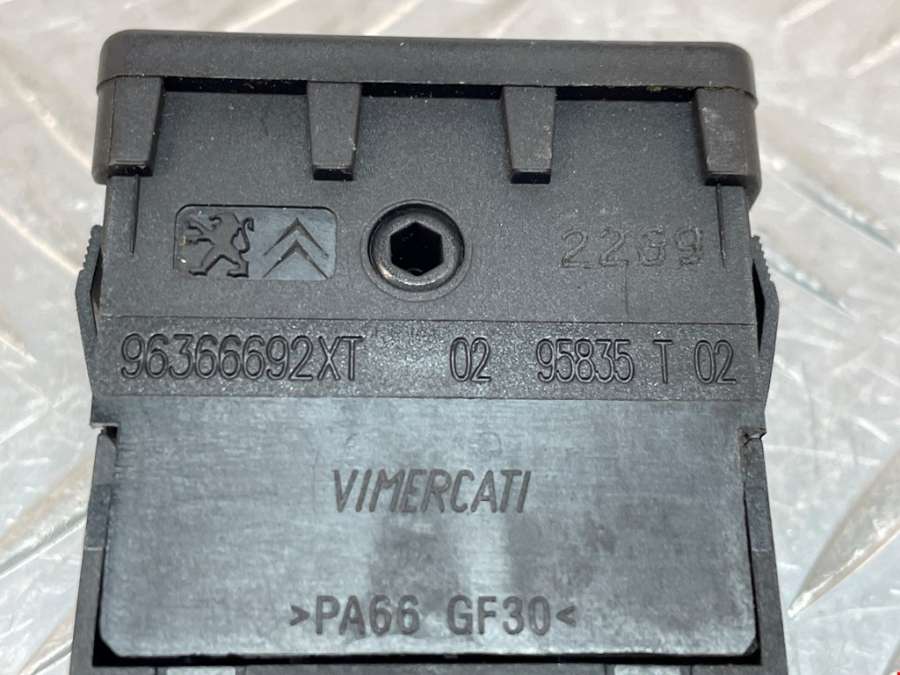 2269
96366692XT 02 95835 T 02
VIMERCATI
>PA66 GF30<